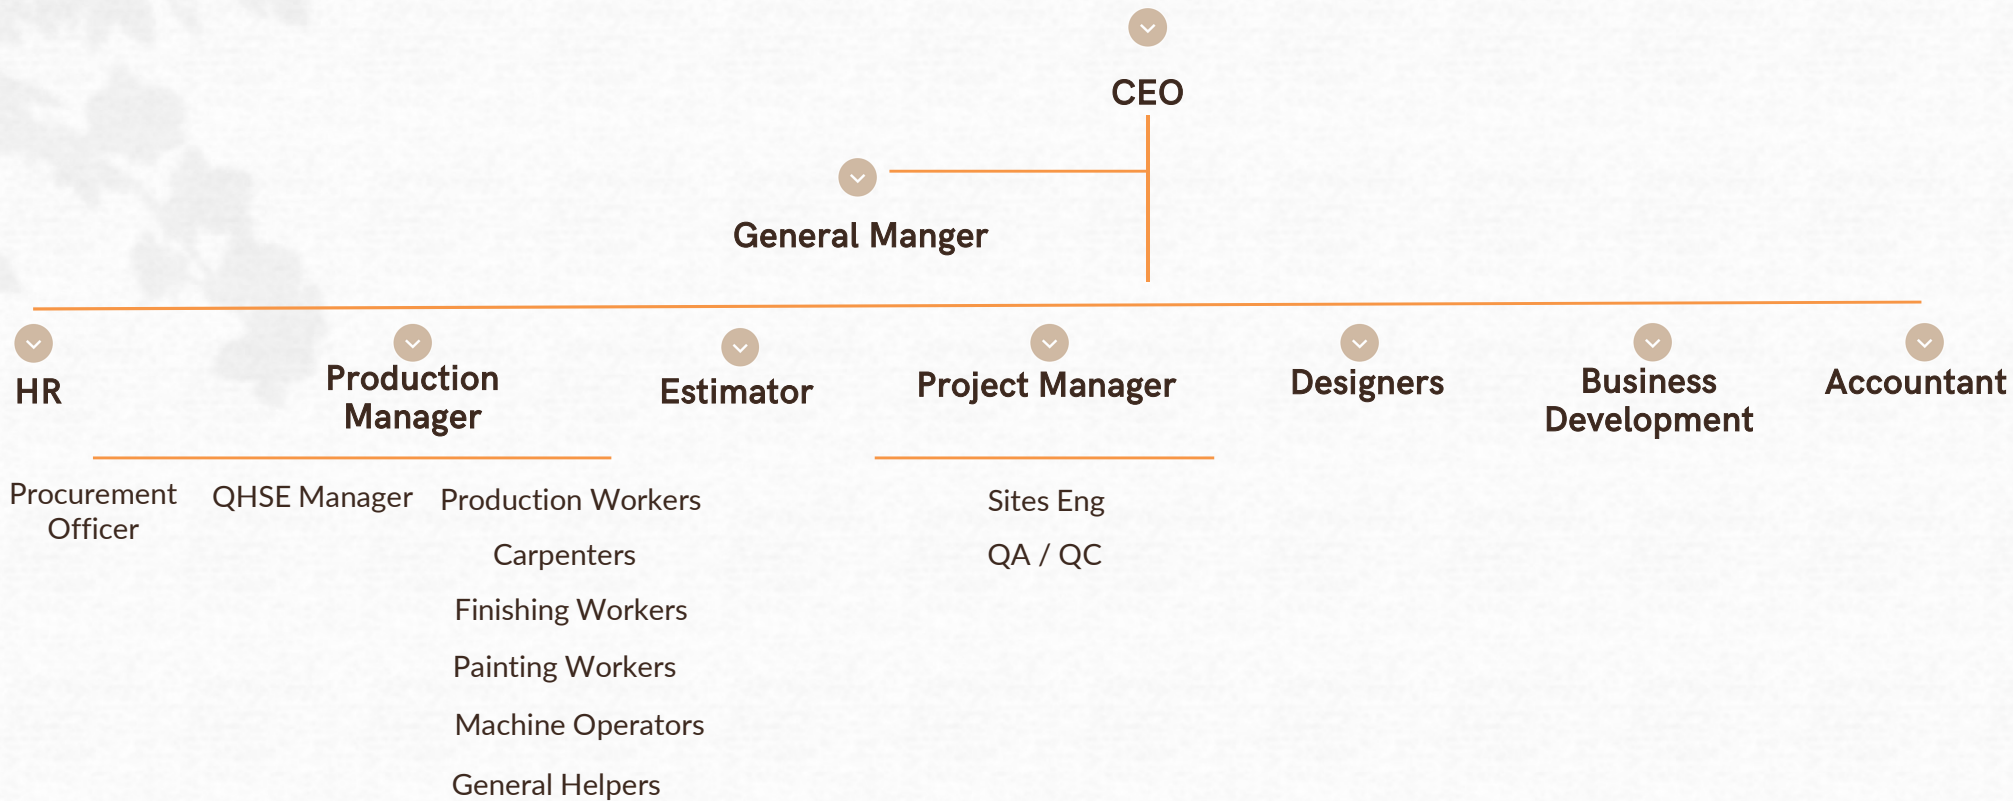 CEO
General Manger
HR
Production
Manager
Estimator
Project Manager
Designers
Business
Development
Accountant
Procurement
Officer
QHSE Manager
Production Workers
Carpenters
Finishing Workers
Painting Workers
Machine Operators
General Helpers
Sites Eng
QA / QC